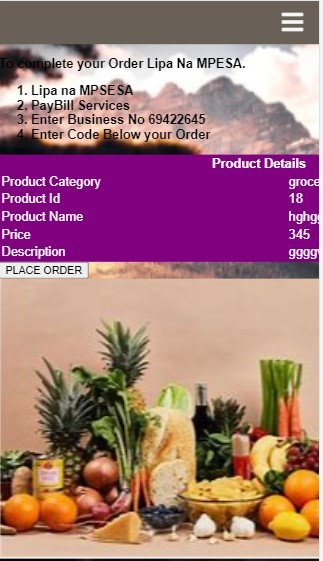 To complete your Order Lipa Na MPESA.
1. Lipa na MPSESA
2. PayBill Services
3. Enter Business No 69422645
4. Enter Code Below your Order
Product Details
Product Category groce
Product Id 18
Product Name hghg
Price 345
Description gggg
PLACE ORDER